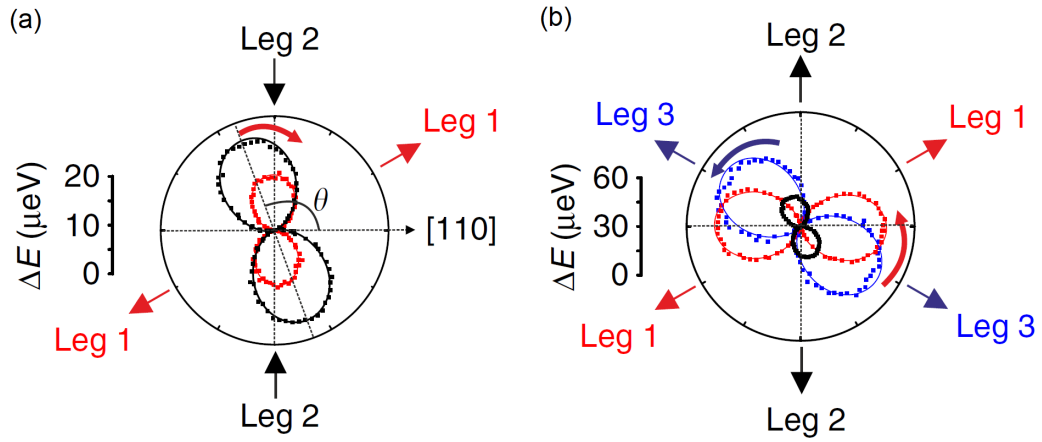 (a)
Leg 2
Leg 1
20
10
0
ΔE (μeV)
θ
[110]
Leg 1
Leg 2
(b)
Leg 2
Leg 3
Leg 1
60
30
0
ΔE (μeV)
Leg 1
Leg 3
Leg 2